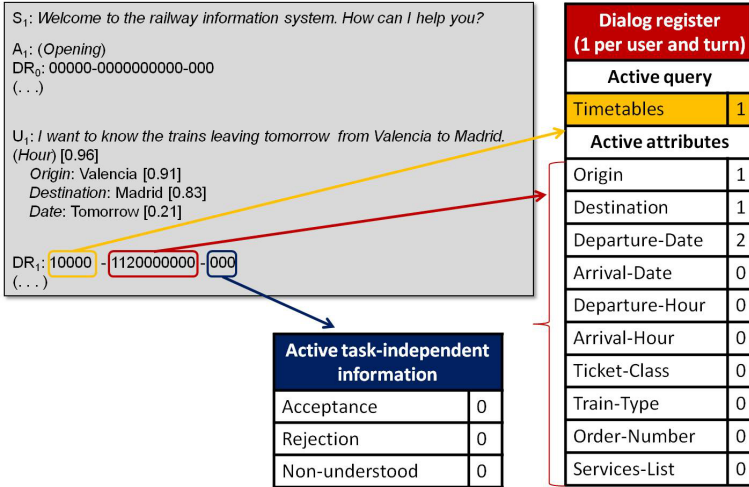 S1: Welcome to the railway information system. How can I help you?
A1: (Opening)
DR0: 00000-0000000000-000
(. . .)
U1: I want to know the trains leaving tomorrow from Valencia to Madrid.
(Hour) [0.96]
Origin: Valencia [0.91]
Destination: Madrid [0.83]
Date: Tomorrow [0.21]
DR1: 10000 - 1120000000 - 000
(. . . )
Dialog register
(1 per user and turn)
Active query
Timetables 1
Active attributes
Origin 1
Destination 1
Departure-Date 2
Arrival-Date 0
Departure-Hour 0
Arrival-Hour 0
Ticket-Class 0
Train-Type 0
Order-Number 0
Services-List 0
Active task-independent
information
Acceptance 0
Rejection 0
Non-understood 0